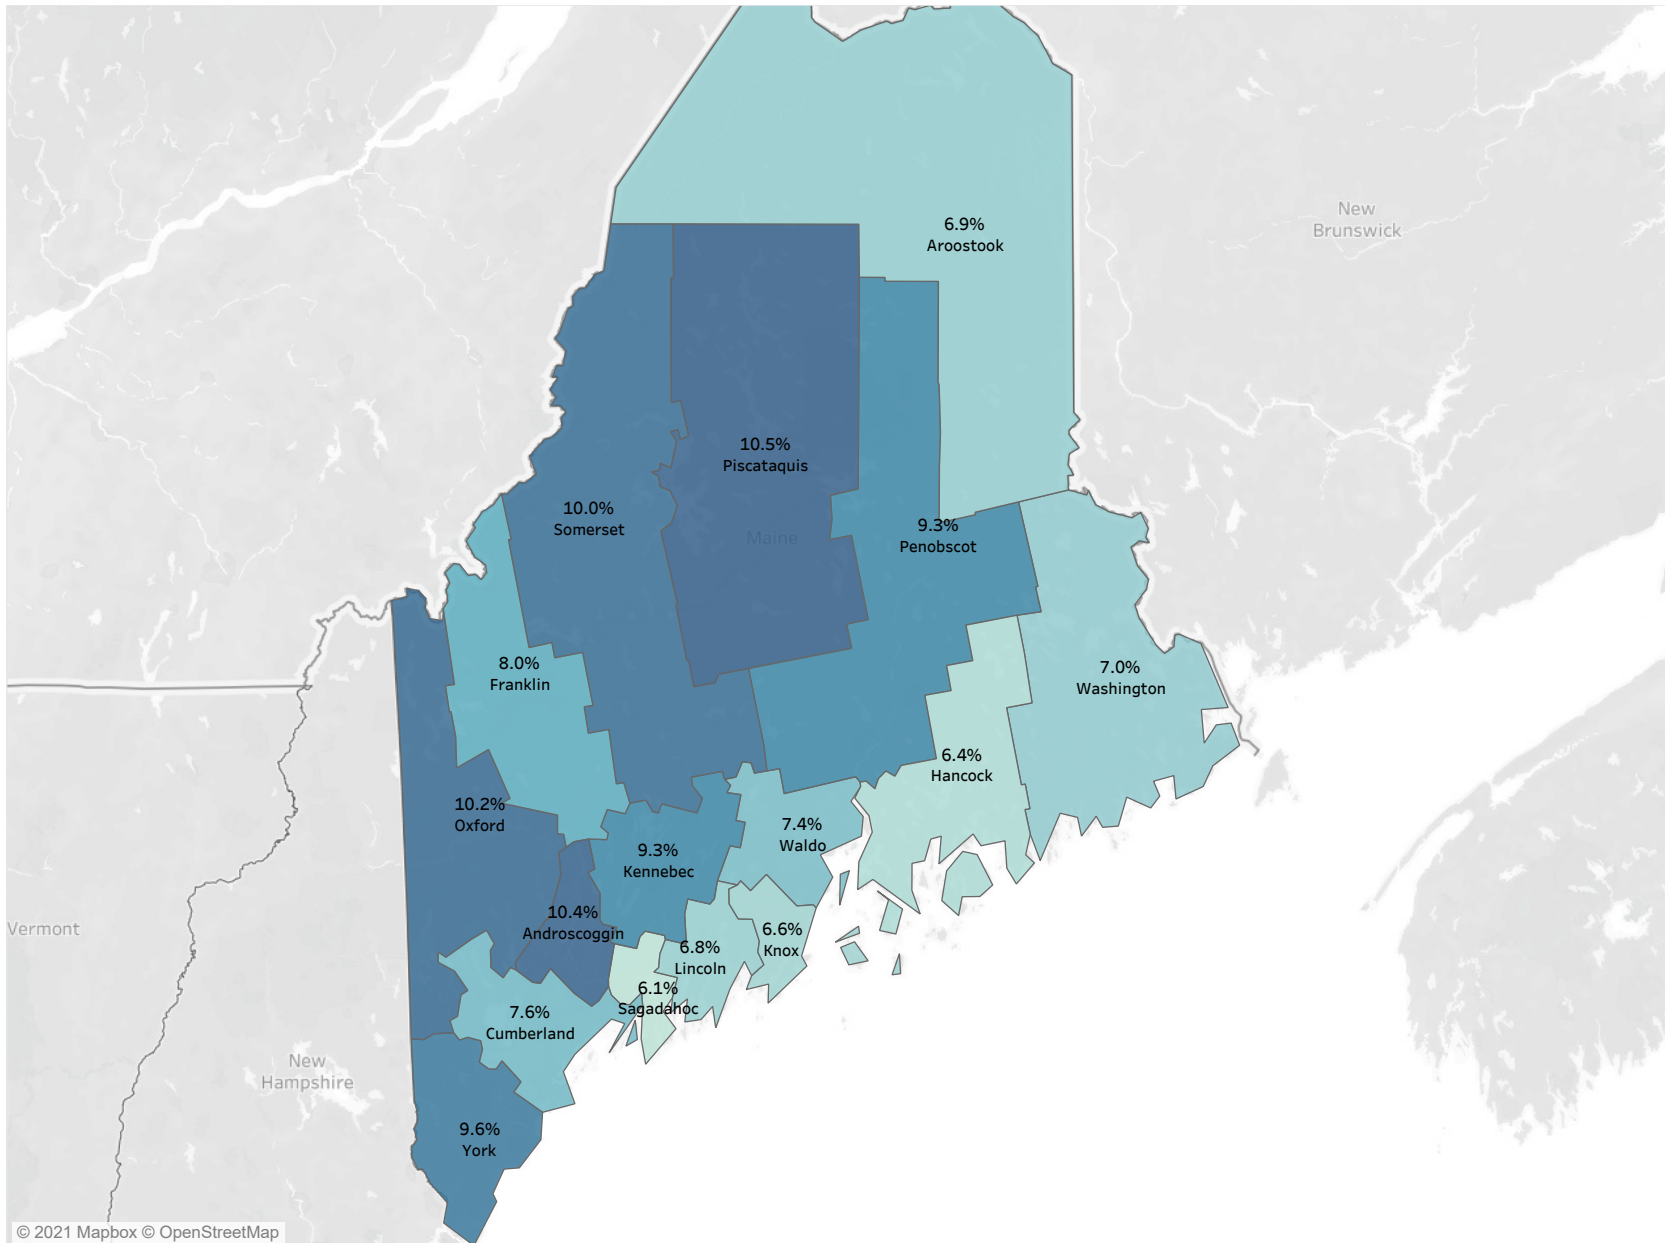 6.9%
Aroostook
New
Brunswick
10.5%
Piscataquis
10.0%
Somerset
9.3%
Penobscot
Maine
8.0%
Franklin
7.0%
Washington
6.4%
Hancock
10.2%
Oxford
7.4%
Waldo
9.3%
Kennebec
10.4%
Androscoggin
Vermont
6.6%
Knox
6.8%
Lincoln
6.1%
Sagadahoc
7.6%
Cumberland
New
Hampshire
9.6%
York
© 2021 Mapbox © OpenStreetMap